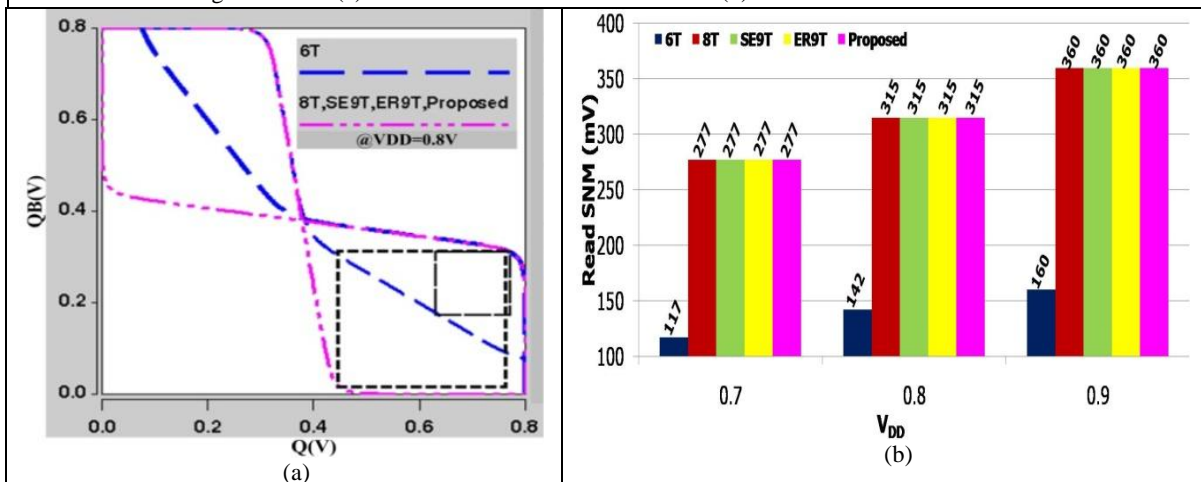 (a)
0.8
0.6
0.4
0.2
0.0
QB(V)
6T
8T,SE9T,ER9T,Proposed
@VDD=0.8V
0.0 0.2 0.4 0.6 0.8
Q(V)
(a)
(b)
400
350
300
250
200
150
100
Read SNM (mV)
6T 8T SE9T ER9T Proposed
117 277 277 277 277
142 315 315 315 315
160 360 360 360 360
0.7 0.8 0.9
VDD
(b)